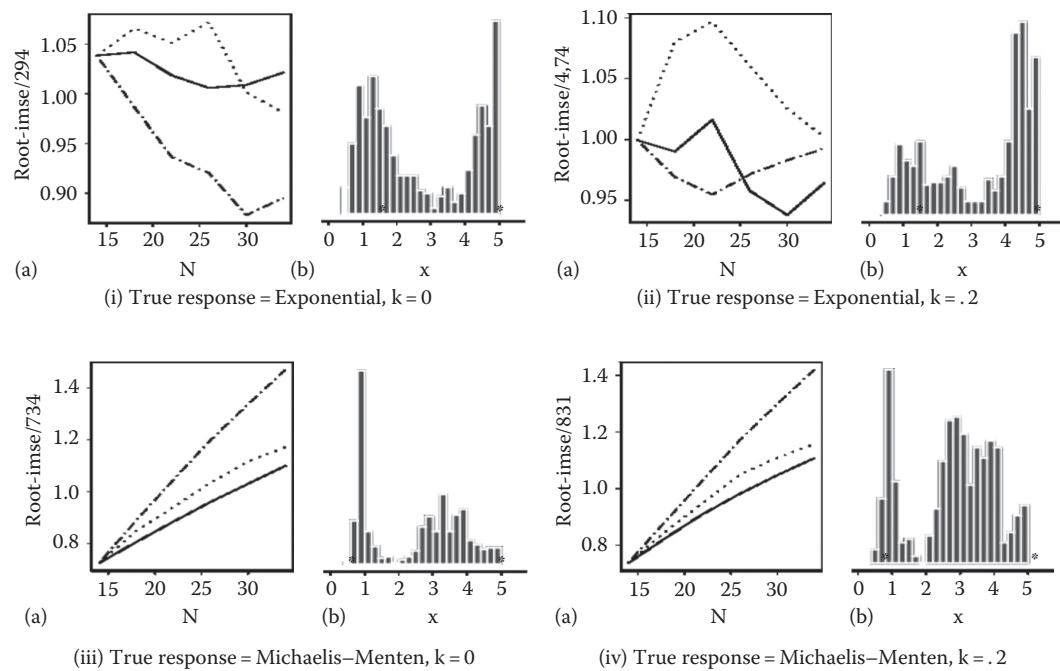 Root-imse/294
1.05
1.00
0.95
0.90
15 20 25 30
N
(a)
* *
0 1 2 3 4 5
x
(b)
(i) True response = Exponential, k = 0
Root-imse/4,74
1.10
1.05
1.00
0.95
15 20 25 30
N
(a)
* *
0 1 2 3 4 5
x
(b)
(ii) True response = Exponential, k = . 2
Root-imse/734
1.4
1.2
1.0
0.8
15 20 25 30
N
(a)
* *
0 1 2 3 4 5
x
(b)
(iii) True response = Michaelis–Menten, k = 0
Root-imse/831
1.4
1.2
1.0
0.8
15 20 25 30
N
(a)
* *
0 1 2 3 4 5
x
(b)
(iv) True response = Michaelis–Menten, k = . 2